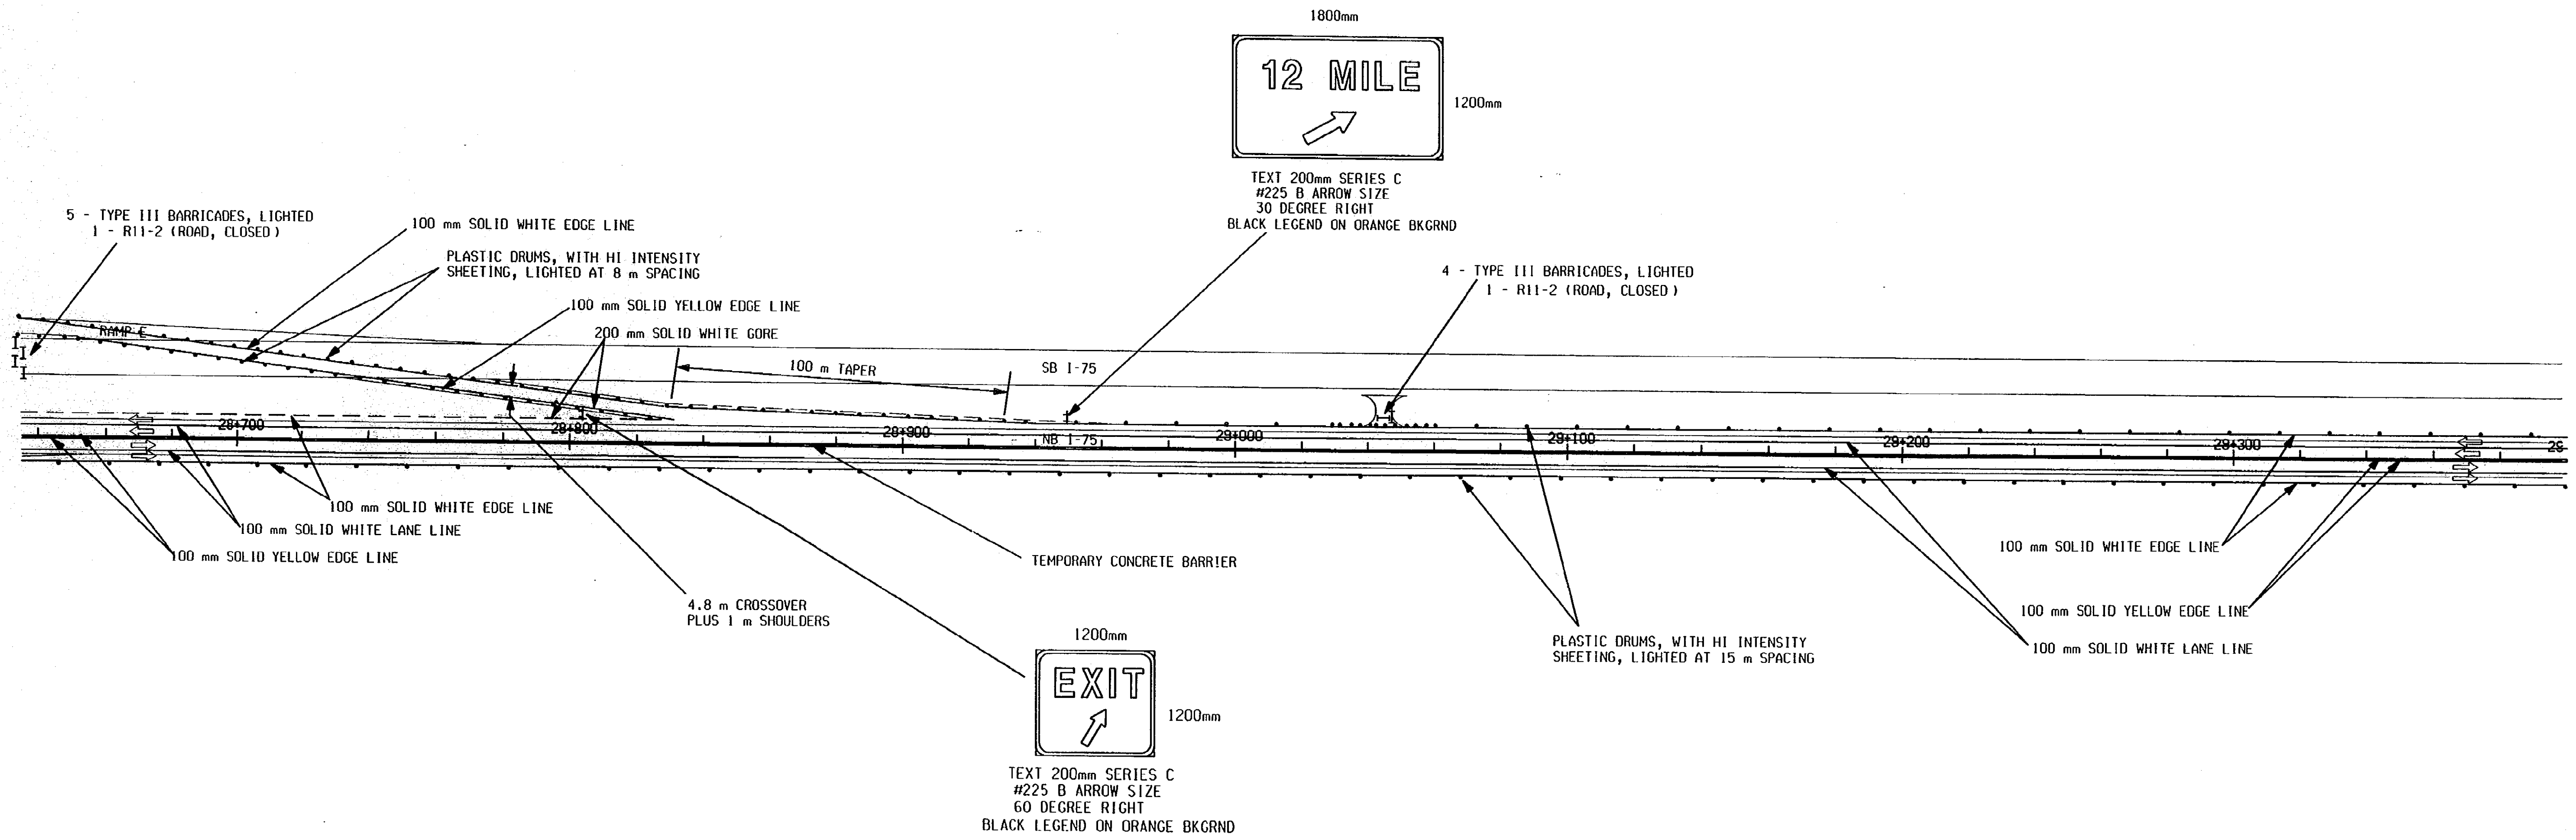 1800mm
12 MILE
1200mm
TEXT 200mm SERIES C
#225 B ARROW SIZE
30 DEGREE RIGHT
BLACK LEGEND ON ORANGE BKGRND
5 - TYPE III BARRICADES, LIGHTED
1 - R11-2 (ROAD, CLOSED)
100 mm SOLID WHITE EDGE LINE
PLASTIC DRUMS, WITH HI INTENSITY
SHEETING, LIGHTED AT 8 m SPACING
4 - TYPE III BARRICADES, LIGHTED
1 - R11-2 (ROAD, CLOSED)
100 mm SOLID YELLOW EDGE LINE
RAMP E
200 mm SOLID WHITE GORE
100 m TAPER
SB I-75
28+700
28+800
28+900
NB I-75
29+000
29+100
29+200
29+300
29
100 mm SOLID WHITE EDGE LINE
100 mm SOLID WHITE LANE LINE
100 mm SOLID YELLOW EDGE LINE
TEMPORARY CONCRETE BARRIER
100 mm SOLID WHITE EDGE LINE
4.8 m CROSSOVER
PLUS 1 m SHOULDERS
100 mm SOLID YELLOW EDGE LINE
PLASTIC DRUMS, WITH HI INTENSITY
SHEETING, LIGHTED AT 15 m SPACING
100 mm SOLID WHITE LANE LINE
1200mm
EXIT
1200mm
TEXT 200mm SERIES C
#225 B ARROW SIZE
60 DEGREE RIGHT
BLACK LEGEND ON ORANGE BKGRND